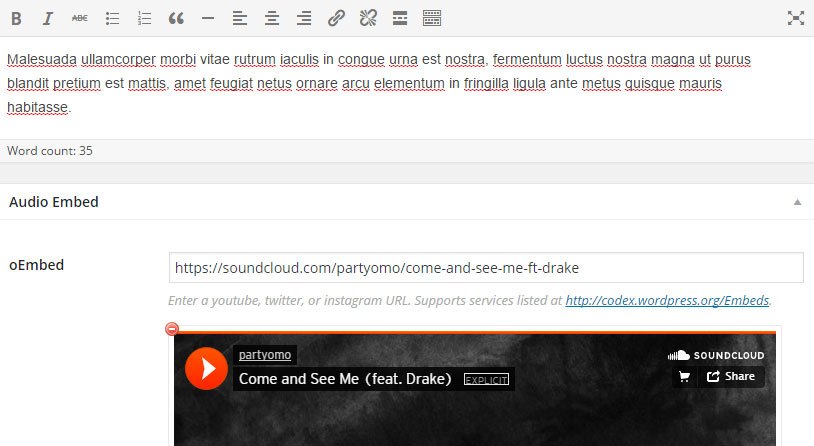 B I ABC
Malesuada ullamcorper morbi vitae rutrum iaculis in congue urna est nostra, fermentum luctus nostra magna ut purus
blandit pretium est mattis, amet feugiat netus ornare arcu elementum in fringilla ligula ante metus quisque mauris
habitasse.
Word count: 35
Audio Embed
oEmbed
https://soundcloud.com/partyomo/come-and-see-me-ft-drake
Enter a youtube, twitter, or instagram URL. Supports services listed at http://codex.wordpress.org/Embeds.
partyomo
SOUNDCLOUD
Come and See Me (feat. Drake) EXPLICIT
Share